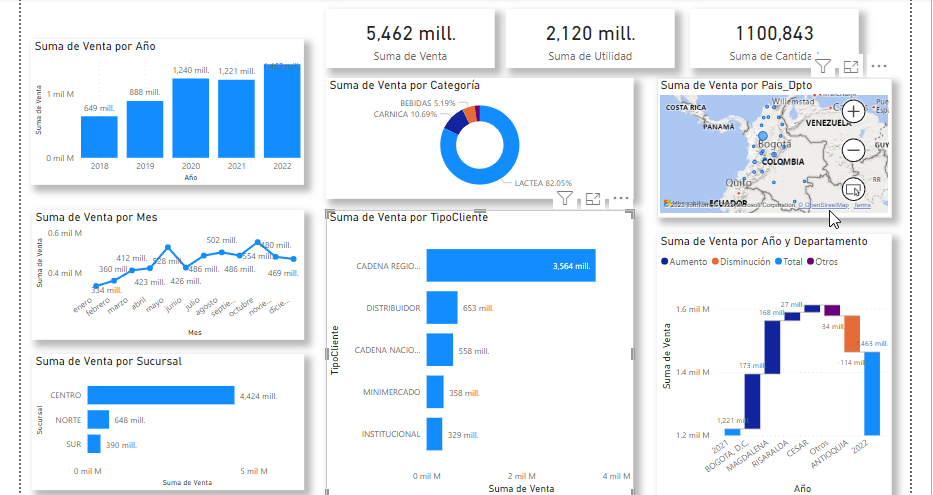 5,462 mill.
Suma de Venta
2,120 mill.
Suma de Utilidad
1100,843
Suma de Cantida
Suma de Venta por Año
Suma de Venta
1 mil M
0 mil M
649 mill.
888 mill.
1,240 mill.
1,221 mill.
1,463 mill.
2018
2019
2020
2021
2022
Año
Suma de Venta por Categoría
BEBIDAS 5.19%
CARNICA 10.69%
LACTEA 82.05%
Suma de Venta por Pais_Dpto
COSTA RICA
PANAMÁ
Willemstad
VENEZUELA
Bogotá
COLOMBIA
Quito
ECUADOR
GUY
RR
Pue
Esp
Microsoft Corporation
© OpenStreetMap
Terms
Suma de Venta por Mes
Suma de Venta
0.6 mil M
0.4 mil M
334 mill.
360 mill.
412 mill.
423 mill.
528 mill.
426 mill.
486 mill.
502 mill.
486 mill.
554 mill.
480 mill.
469 mill.
enero
febrero
marzo
abril
mayo
junio
julio
agosto
septie...
octubre
novie...
dicie...
Mes
Suma de Venta por TipoCliente
TipoCliente
CADENA REGIO...
3,564 mill.
DISTRIBUIDOR
653 mill.
CADENA NACIO...
558 mill.
MINIMERCADO
358 mill.
INSTITUCIONAL
329 mill.
0 mil M
2 mil M
4 mil M
Suma de Venta
Suma de Venta por Año y Departamento
Aumento
Disminución
Total
Otros
Suma de Venta
1.6 mil M
1.4 mil M
1.2 mil M
1,221 mill.
173 mill.
168 mill.
27 mill.
34 mill.
-114 mill.
1,463 mill.
2021
BOGOTA, D.C.
MAGDALENA
RISARALDA
CESAR
Otros
ANTIOQUIA
2022
Año
Suma de Venta por Sucursal
Sucursal
CENTRO
4,424 mill.
NORTE
648 mill.
SUR
390 mill.
0 mil M
5 mil M
Suma de Venta